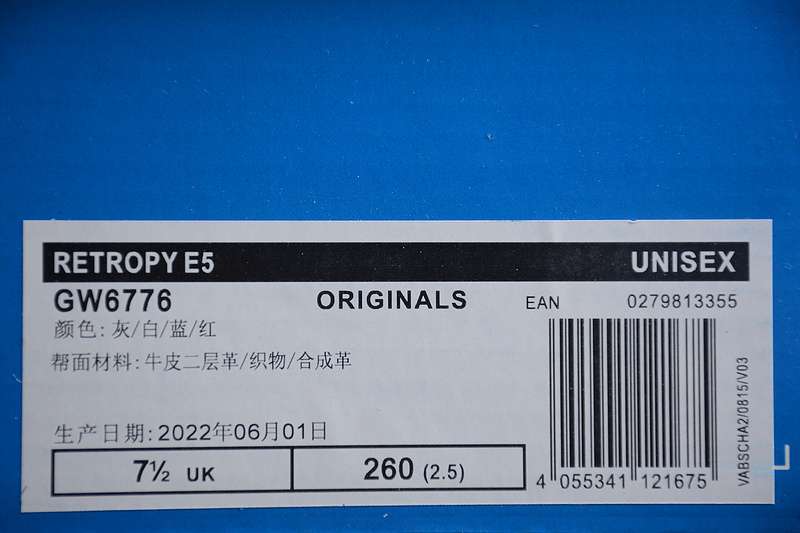 RETROPY E5 UNISEX
GW6776 ORIGINALS EAN 0279813355
颜色: 灰/白/蓝/红
帮面材料: 牛皮二层革/织物/合成革
生产日期: 2022年06月01日
7½ UK 260 (2.5)
4 055341 121675
VABSCHA2/0815/V03